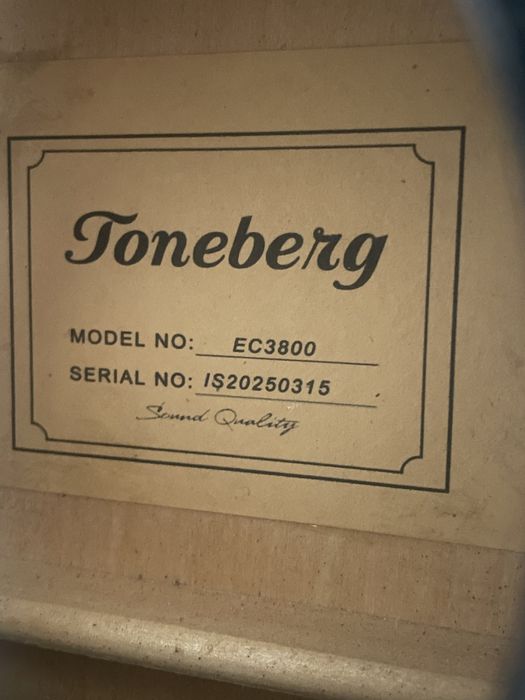 Toneberg
MODEL NO: EC3800
SERIAL NO: IS20250315
Sound Quality